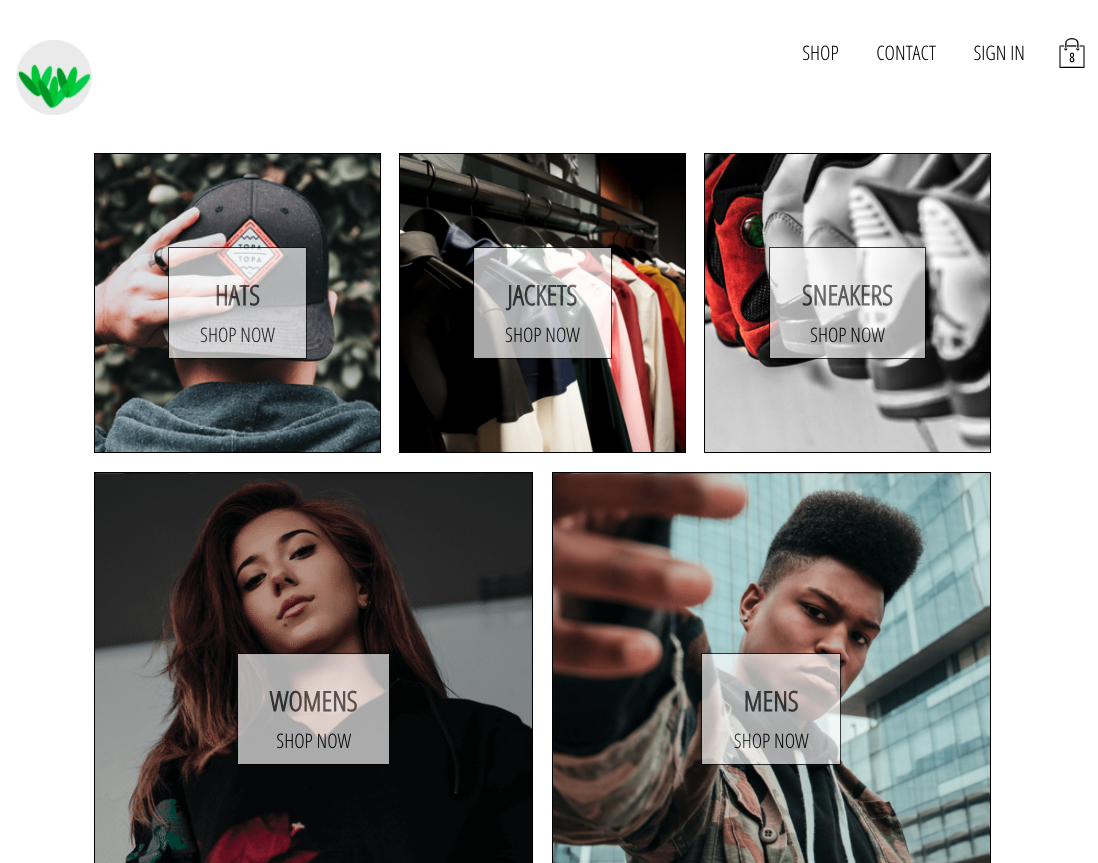 SHOP CONTACT SIGN IN
8
TOPA
TOPA
HATS
SHOP NOW
JACKETS
SHOP NOW
SNEAKERS
SHOP NOW
WOMENS
SHOP NOW
MENS
SHOP NOW